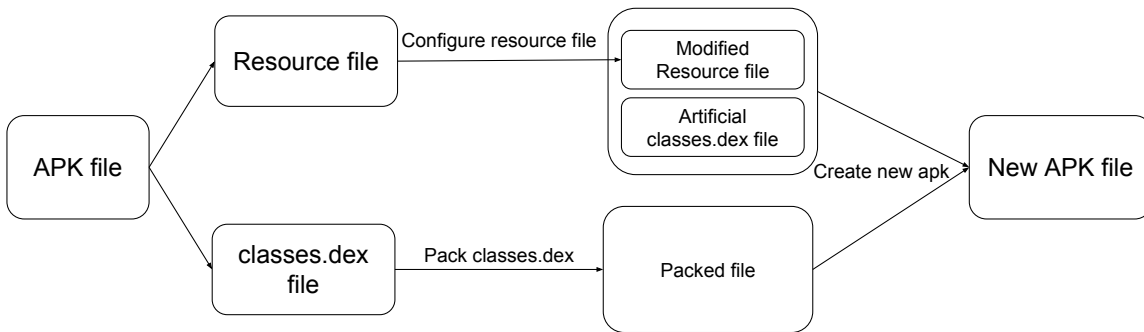 Resource file
Configure resource file
Modified
Resource file
Artificial
classes.dex file
APK file
Create new apk
New APK file
classes.dex
file
Pack classes.dex
Packed file